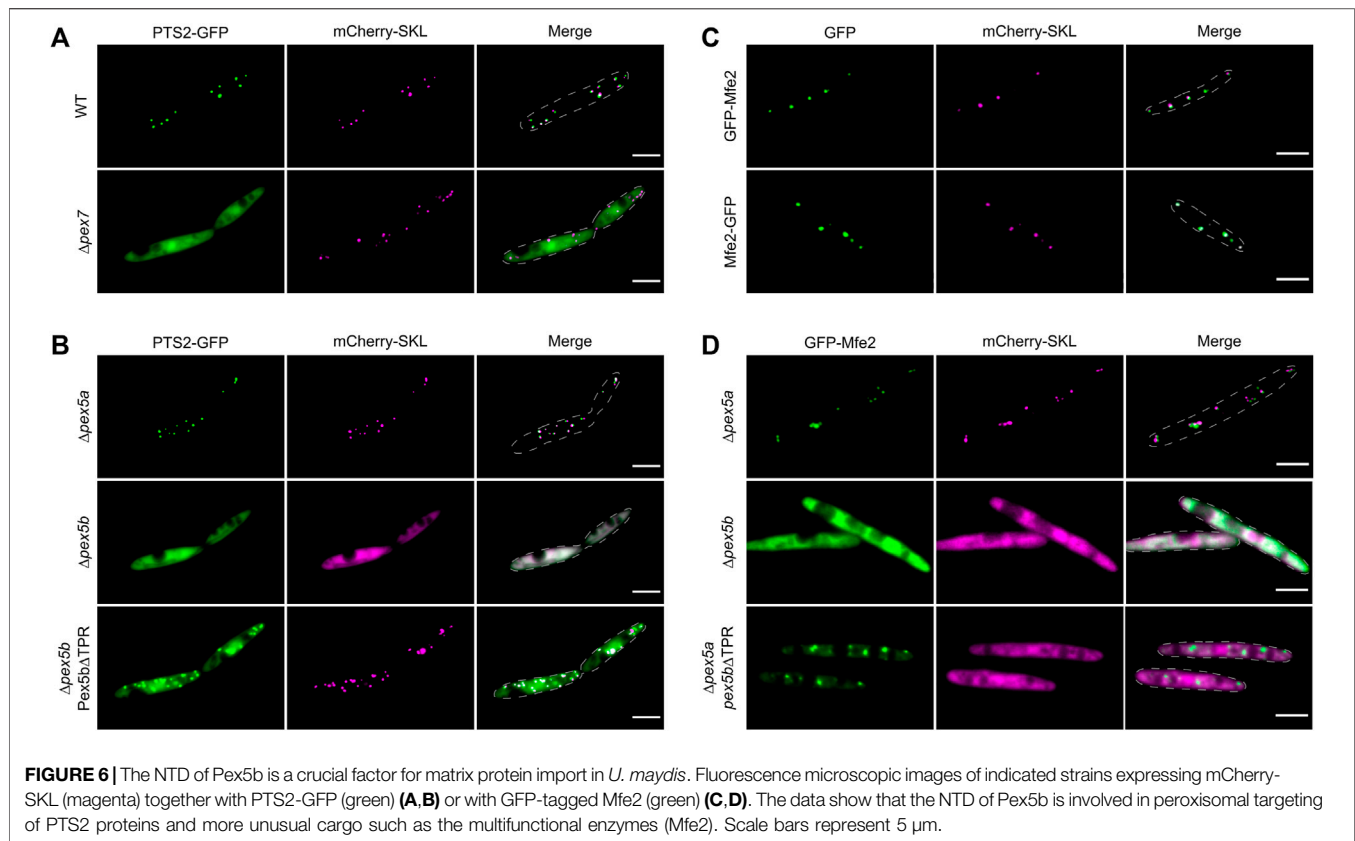 A
PTS2-GFP mCherry-SKL Merge
WT
Δpex7
B
PTS2-GFP mCherry-SKL Merge
Δpex5a
Δpex5b
Δpex5b
Pex5bΔTPR
C
GFP mCherry-SKL Merge
GFP-Mfe2
Mfe2-GFP
D
GFP-Mfe2 mCherry-SKL Merge
Δpex5a
Δpex5b
Δpex5a
pex5bΔTPR
FIGURE 6 | The NTD of Pex5b is a crucial factor for matrix protein import in U. maydis. Fluorescence microscopic images of indicated strains expressing mCherry-
SKL (magenta) together with PTS2-GFP (green) (A,B) or with GFP-tagged Mfe2 (green) (C,D). The data show that the NTD of Pex5b is involved in peroxisomal targeting
of PTS2 proteins and more unusual cargo such as the multifunctional enzymes (Mfe2). Scale bars represent 5 µm.